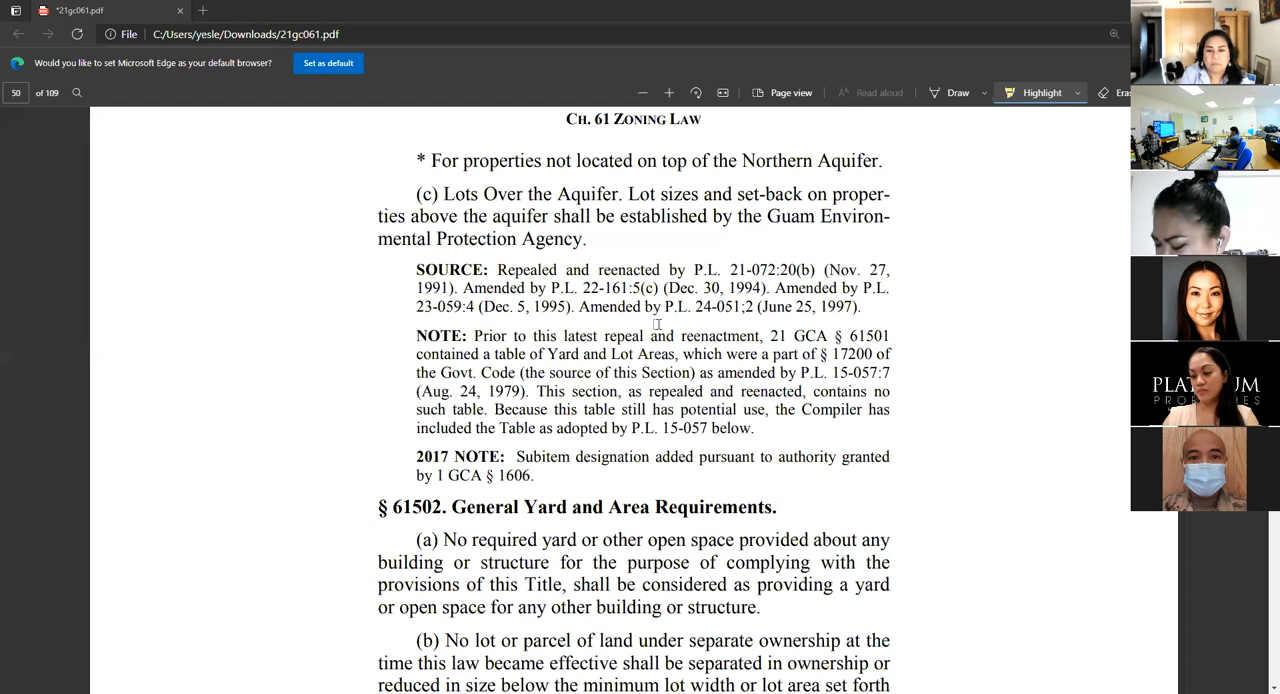 *21gc061.pdf
File C:/Users/yesle/Downloads/21gc061.pdf
Would you like to set Microsoft Edge as your default browser? Set as default
50 of 109 Page view Read aloud Draw Highlight Eras
CH. 61 ZONING LAW
* For properties not located on top of the Northern Aquifer.
(c) Lots Over the Aquifer. Lot sizes and set-back on proper-
ties above the aquifer shall be established by the Guam Environ-
mental Protection Agency.
SOURCE: Repealed and reenacted by P.L. 21-072:20(b) (Nov. 27,
1991). Amended by P.L. 22-161:5(c) (Dec. 30, 1994). Amended by P.L.
23-059:4 (Dec. 5, 1995). Amended by P.L. 24-051;2 (June 25, 1997).
NOTE: Prior to this latest repeal and reenactment, 21 GCA § 61501
contained a table of Yard and Lot Areas, which were a part of § 17200 of
the Govt. Code (the source of this Section) as amended by P.L. 15-057:7
(Aug. 24, 1979). This section, as repealed and reenacted, contains no
such table. Because this table still has potential use, the Compiler has
included the Table as adopted by P.L. 15-057 below.
2017 NOTE: Subitem designation added pursuant to authority granted
by 1 GCA § 1606.
§ 61502. General Yard and Area Requirements.
(a) No required yard or other open space provided about any
building or structure for the purpose of complying with the
provisions of this Title, shall be considered as providing a yard
or open space for any other building or structure.
(b) No lot or parcel of land under separate ownership at the
time this law became effective shall be separated in ownership or
reduced in size below the minimum lot width or lot area set forth